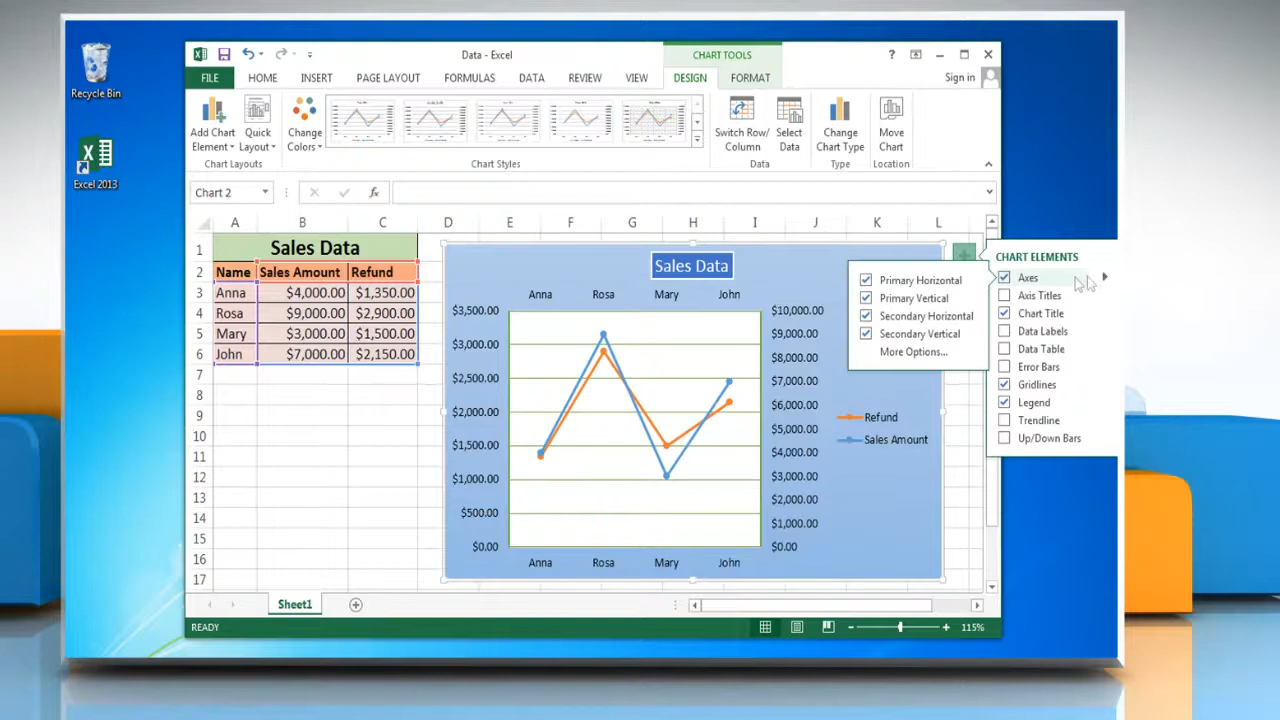 Recycle Bin
Excel 2013
Data - Excel
CHART TOOLS
?
FILE HOME INSERT PAGE LAYOUT FORMULAS DATA REVIEW VIEW DESIGN FORMAT Sign in
Add Chart Element
Quick Layout
Chart Layouts
Change Colors
Chart Styles
Switch Row/ Column
Select Data
Data
Change Chart Type
Type
Move Chart
Location
Chart 2
fx
A B C D E F G H I J K L
1 Sales Data
2 Name Sales Amount Refund
3 Anna $4,000.00 $1,350.00
4 Rosa $9,000.00 $2,900.00
5 Mary $3,000.00 $1,500.00
6 John $7,000.00 $2,150.00
7
8
9
10
11
12
13
14
15
16
17
Sales Data
Anna Rosa Mary John
$3,500.00
$3,000.00
$2,500.00
$2,000.00
$1,500.00
$1,000.00
$500.00
$0.00
$10,000.00
$9,000.00
$8,000.00
$7,000.00
$6,000.00
$5,000.00
$4,000.00
$3,000.00
$2,000.00
$1,000.00
$0.00
Anna Rosa Mary John
Refund
Sales Amount
Primary Horizontal
Primary Vertical
Secondary Horizontal
Secondary Vertical
More Options...
CHART ELEMENTS
Axes
Axis Titles
Chart Title
Data Labels
Data Table
Error Bars
Gridlines
Legend
Trendline
Up/Down Bars
Sheet1
READY
115%